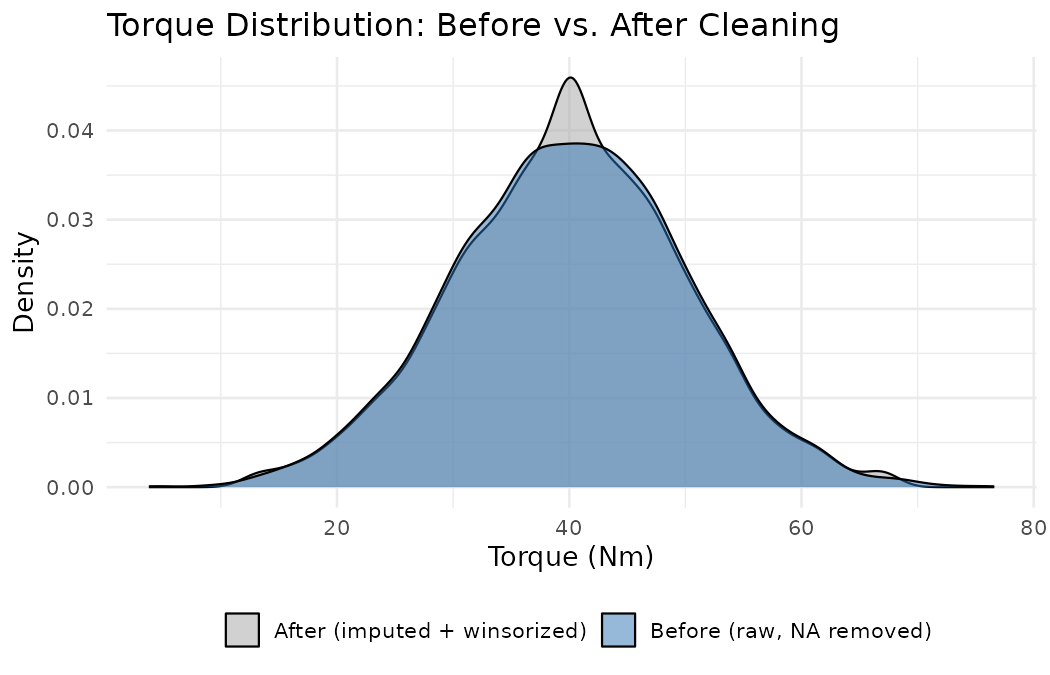 Torque Distribution: Before vs. After Cleaning
0.04
0.03
0.02
0.01
0.00
Density
20 40 60 80
Torque (Nm)
After (imputed + winsorized) Before (raw, NA removed)